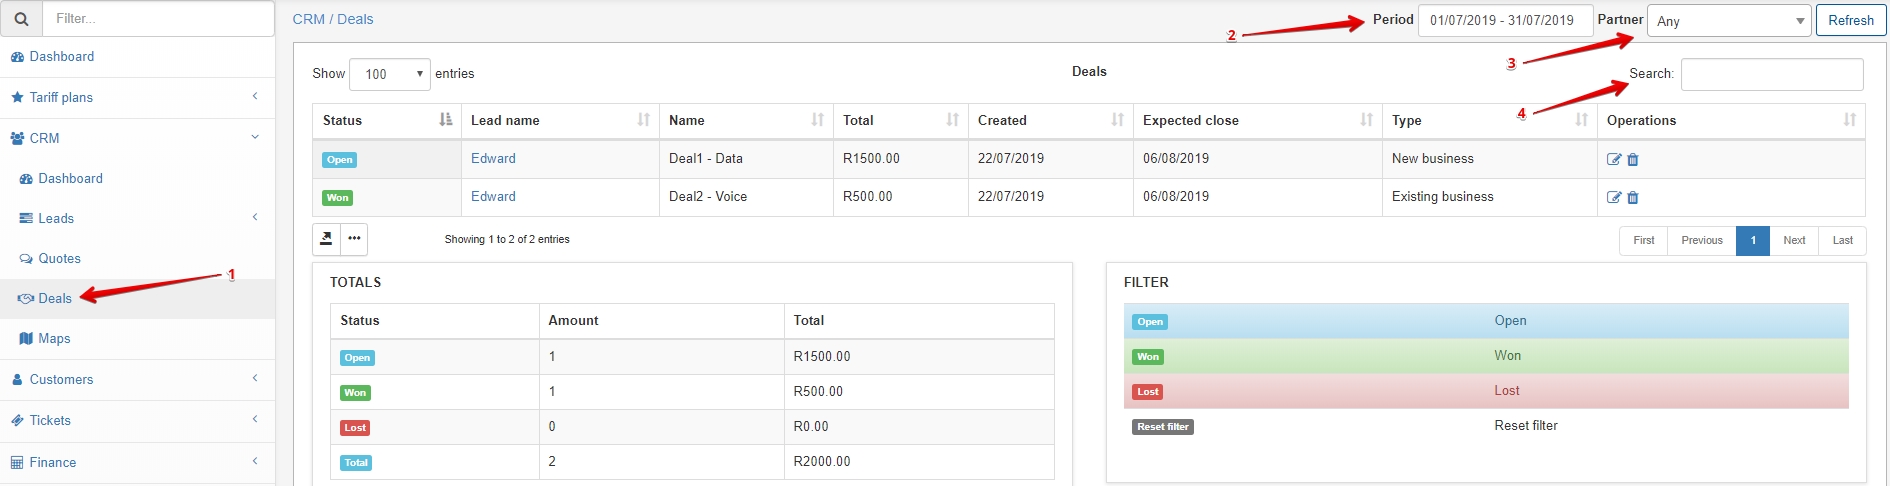 Filter...
CRM / Deals
2
Period 01/07/2019 - 31/07/2019 Partner Any Refresh
Dashboard
3
Show 100 entries
Deals
Search:
Tariff plans
4
Status Lead name Name Total Created Expected close Type Operations
CRM
Open Edward Deal1 - Data R1500.00 22/07/2019 06/08/2019 New business
Dashboard
Won Edward Deal2 - Voice R500.00 22/07/2019 06/08/2019 Existing business
Leads
Showing 1 to 2 of 2 entries
First Previous 1 Next Last
Quotes
1
Deals
Maps
Customers
Tickets
Finance
TOTALS
Status Amount Total
Open 1 R1500.00
Won 1 R500.00
Lost 0 R0.00
Total 2 R2000.00
FILTER
Open Open
Won Won
Lost Lost
Reset filter Reset filter